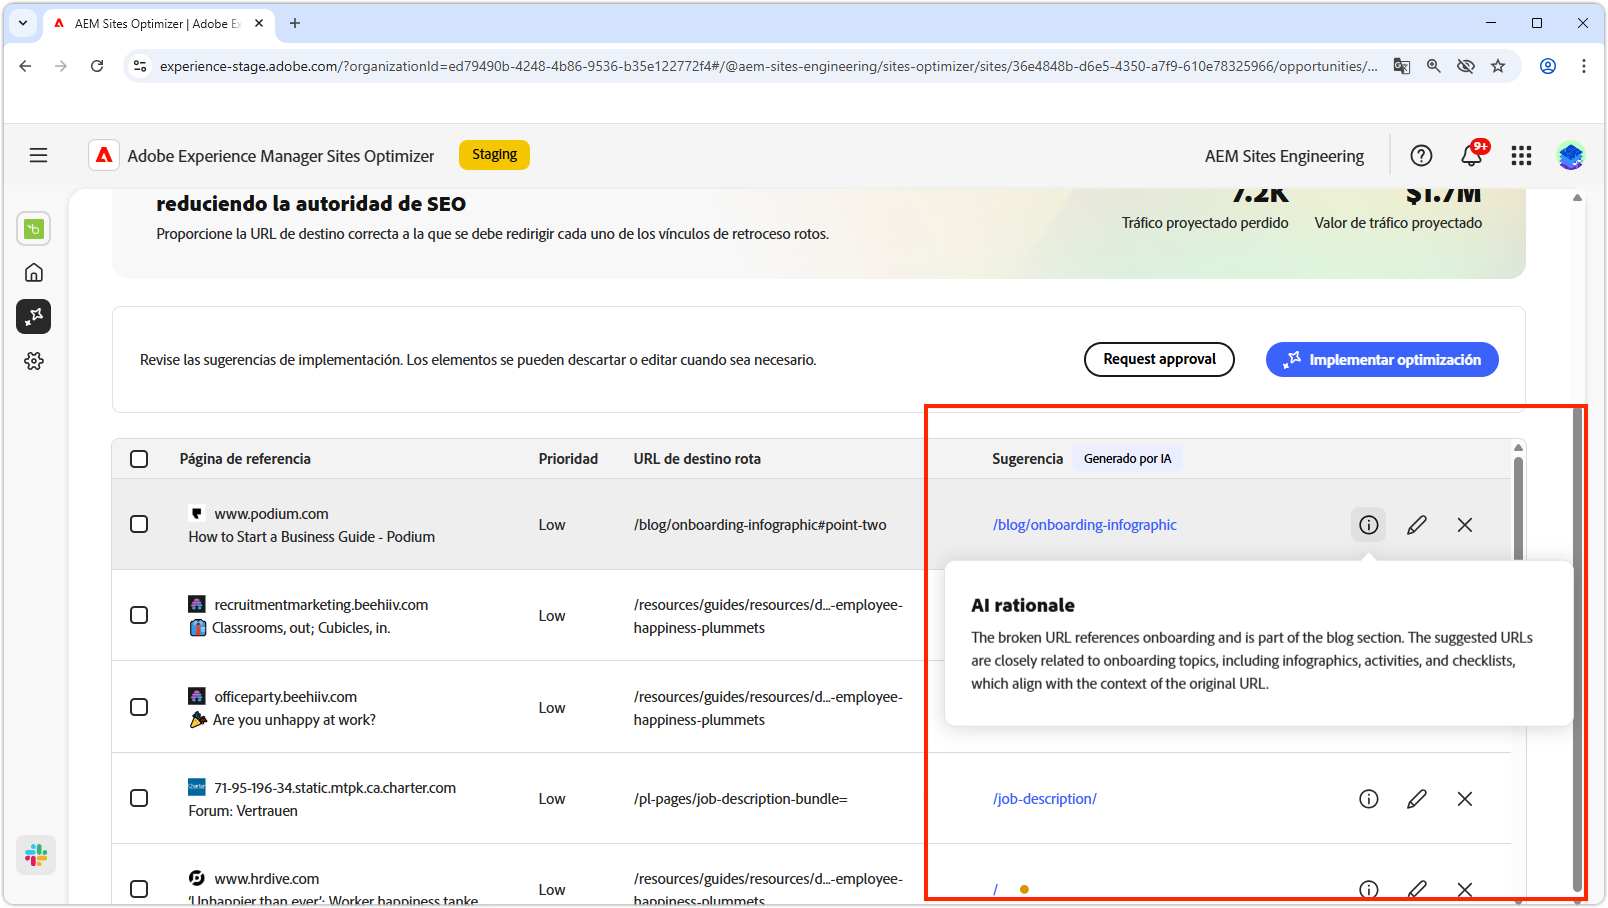 AEM Sites Optimizer | Adobe Ex
experience-stage.adobe.com/?organizationId=ed79490b-4248-4b86-9536-b35e122772f4#/@aem-sites-engineering/sites-optimizer/sites/36e4848b-d6e5-4350-a7f9-610e78325966/opportunities/...
Adobe Experience Manager Sites Optimizer
Staging
AEM Sites Engineering
9+
reduciendo la autoridad de SEO
7.2K
$1.7M
Proporcione la URL de destino correcta a la que se debe redirigir cada uno de los vínculos de retroceso rotos.
Tráfico proyectado perdido
Valor de tráfico proyectado
Revise las sugerencias de implementación. Los elementos se pueden descartar o editar cuando sea necesario.
Request approval
Implementar optimización
Página de referencia
Prioridad
URL de destino rota
Sugerencia
Generado por IA
www.podium.com
How to Start a Business Guide - Podium
Low
/blog/onboarding-infographic#point-two
/blog/onboarding-infographic
AI rationale
The broken URL references onboarding and is part of the blog section. The suggested URLs
are closely related to onboarding topics, including infographics, activities, and checklists,
which align with the context of the original URL.
recruitmentmarketing.beehiiv.com
Classrooms, out; Cubicles, in.
Low
/resources/guides/resources/d...-employee-
happiness-plummets
officeparty.beehiiv.com
Are you unhappy at work?
Low
/resources/guides/resources/d...-employee-
happiness-plummets
71-95-196-34.static.mtpk.ca.charter.com
Forum: Vertrauen
Low
/pl-pages/job-description-bundle=
/job-description/
www.hrdive.com
'Unhappier than ever': Worker happiness tanke
Low
/resources/guides/resources/d...-employee-
happiness-plummets
/